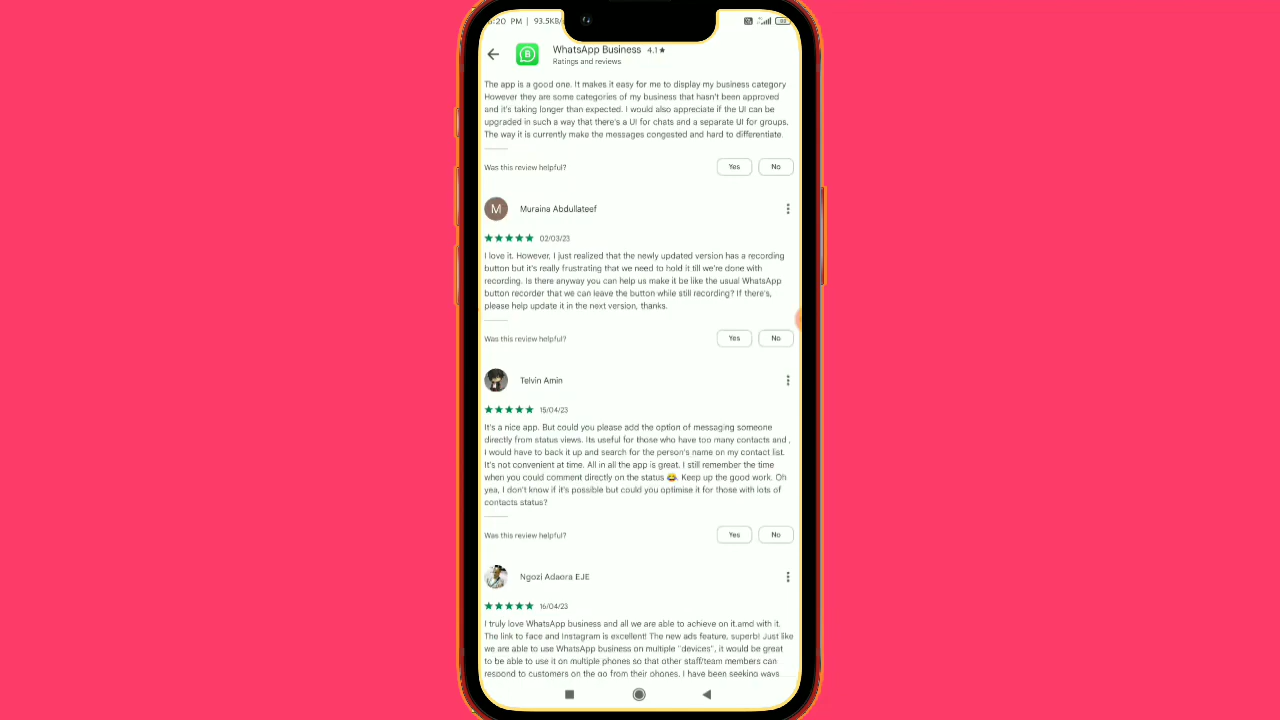 :20 PM | 93.5KB/
WhatsApp Business 4.1★
Ratings and reviews
The app is a good one. It makes it easy for me to display my business category
However they are some categories of my business that hasn't been approved
and it's taking longer than expected. I would also appreciate if the UI can be
upgraded in such a way that there's a UI for chats and a separate UI for groups.
The way it is currently make the messages congested and hard to differentiate.
Was this review helpful? Yes No
M Muraina Abdullateef
★★★★★ 02/03/23
I love it. However, I just realized that the newly updated version has a recording
button but it's really frustrating that we need to hold it till we're done with
recording. Is there anyway you can help us make it be like the usual WhatsApp
button recorder that we can leave the button while still recording? If there's,
please help update it in the next version, thanks.
Was this review helpful? Yes No
Telvin Amin
★★★★★ 15/04/23
It's a nice app. But could you please add the option of messaging someone
directly from status views. Its useful for those who have too many contacts and ,
I would have to back it up and search for the person's name on my contact list.
It's not convenient at time. All in all the app is great. I still remember the time
when you could comment directly on the status 😂. Keep up the good work. Oh
yea, I don't know if it's possible but could you optimise it for those with lots of
contacts status?
Was this review helpful? Yes No
Ngozi Adaora EJE
★★★★★ 16/04/23
I truly love WhatsApp business and all we are able to achieve on it.amd with it.
The link to face and Instagram is excellent! The new ads feature, superb! Just like
we are able to use WhatsApp business on multiple "devices", it would be great
to be able to use it on multiple phones so that other staff/team members can
respond to customers on the go from their phones. I have been seeking ways